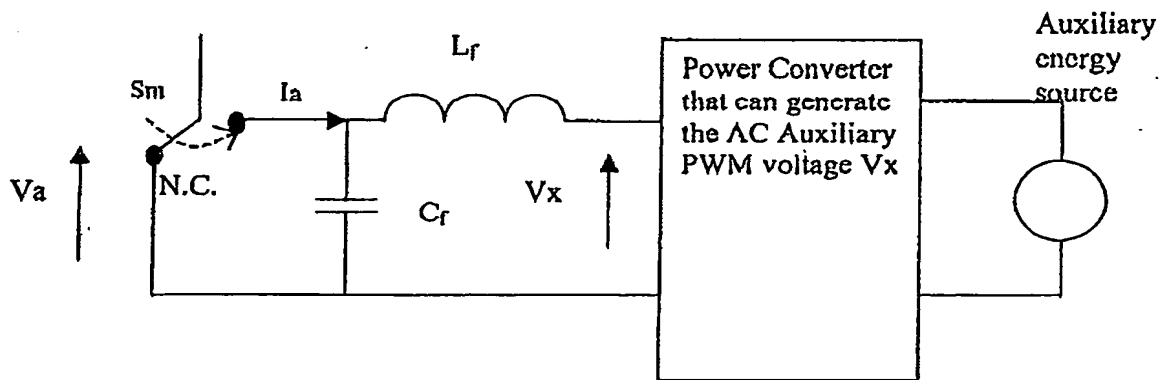 Auxiliary
energy
source
Lf
Sm
Ia
Power Converter
that can generate
the AC Auxiliary
PWM voltage Vx
Va
N.C.
Cf
Vx